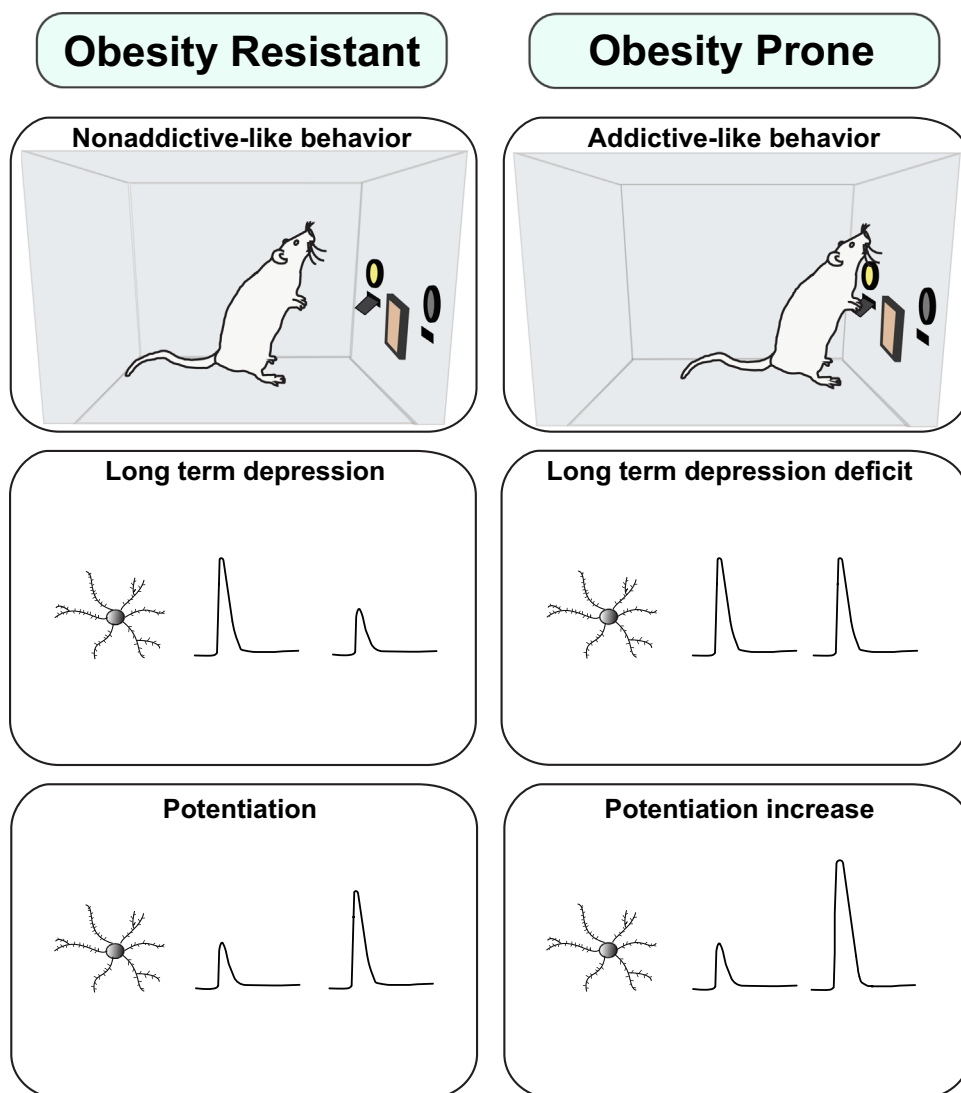 Obesity Resistant
Obesity Prone
Nonaddictive-like behavior
Addictive-like behavior
Long term depression
Long term depression deficit
Potentiation
Potentiation increase